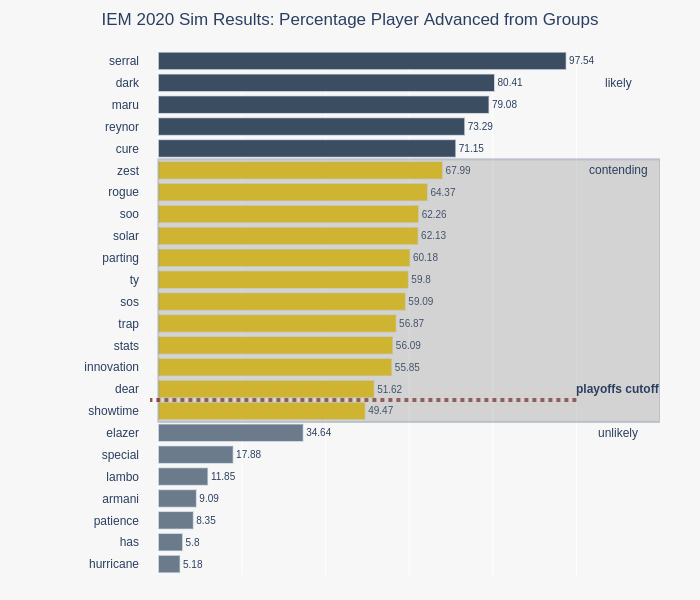 IEM 2020 Sim Results: Percentage Player Advanced from Groups
serral 97.54
dark 80.41 likely
maru 79.08
reynor 73.29
cure 71.15
zest 67.99 contending
rogue 64.37
soo 62.26
solar 62.13
parting 60.18
ty 59.8
sos 59.09
trap 56.87
stats 56.09
innovation 55.85
dear 51.62 playoffs cutoff
showtime 49.47
elazer 34.64 unlikely
special 17.88
lambo 11.85
armani 9.09
patience 8.35
has 5.8
hurricane 5.18